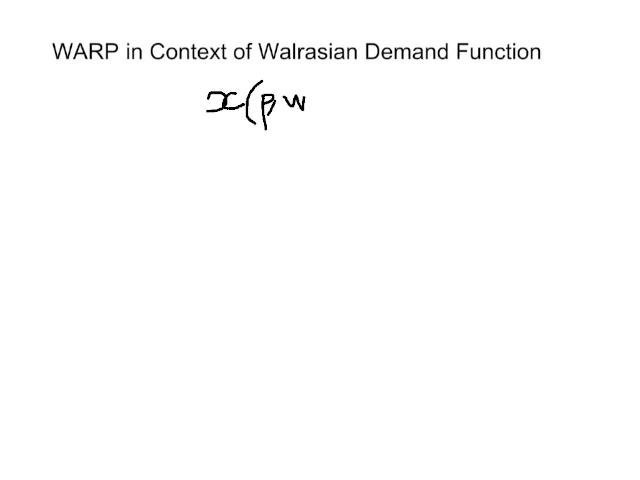 WARP in Context of Walrasian Demand Function
x(p,w